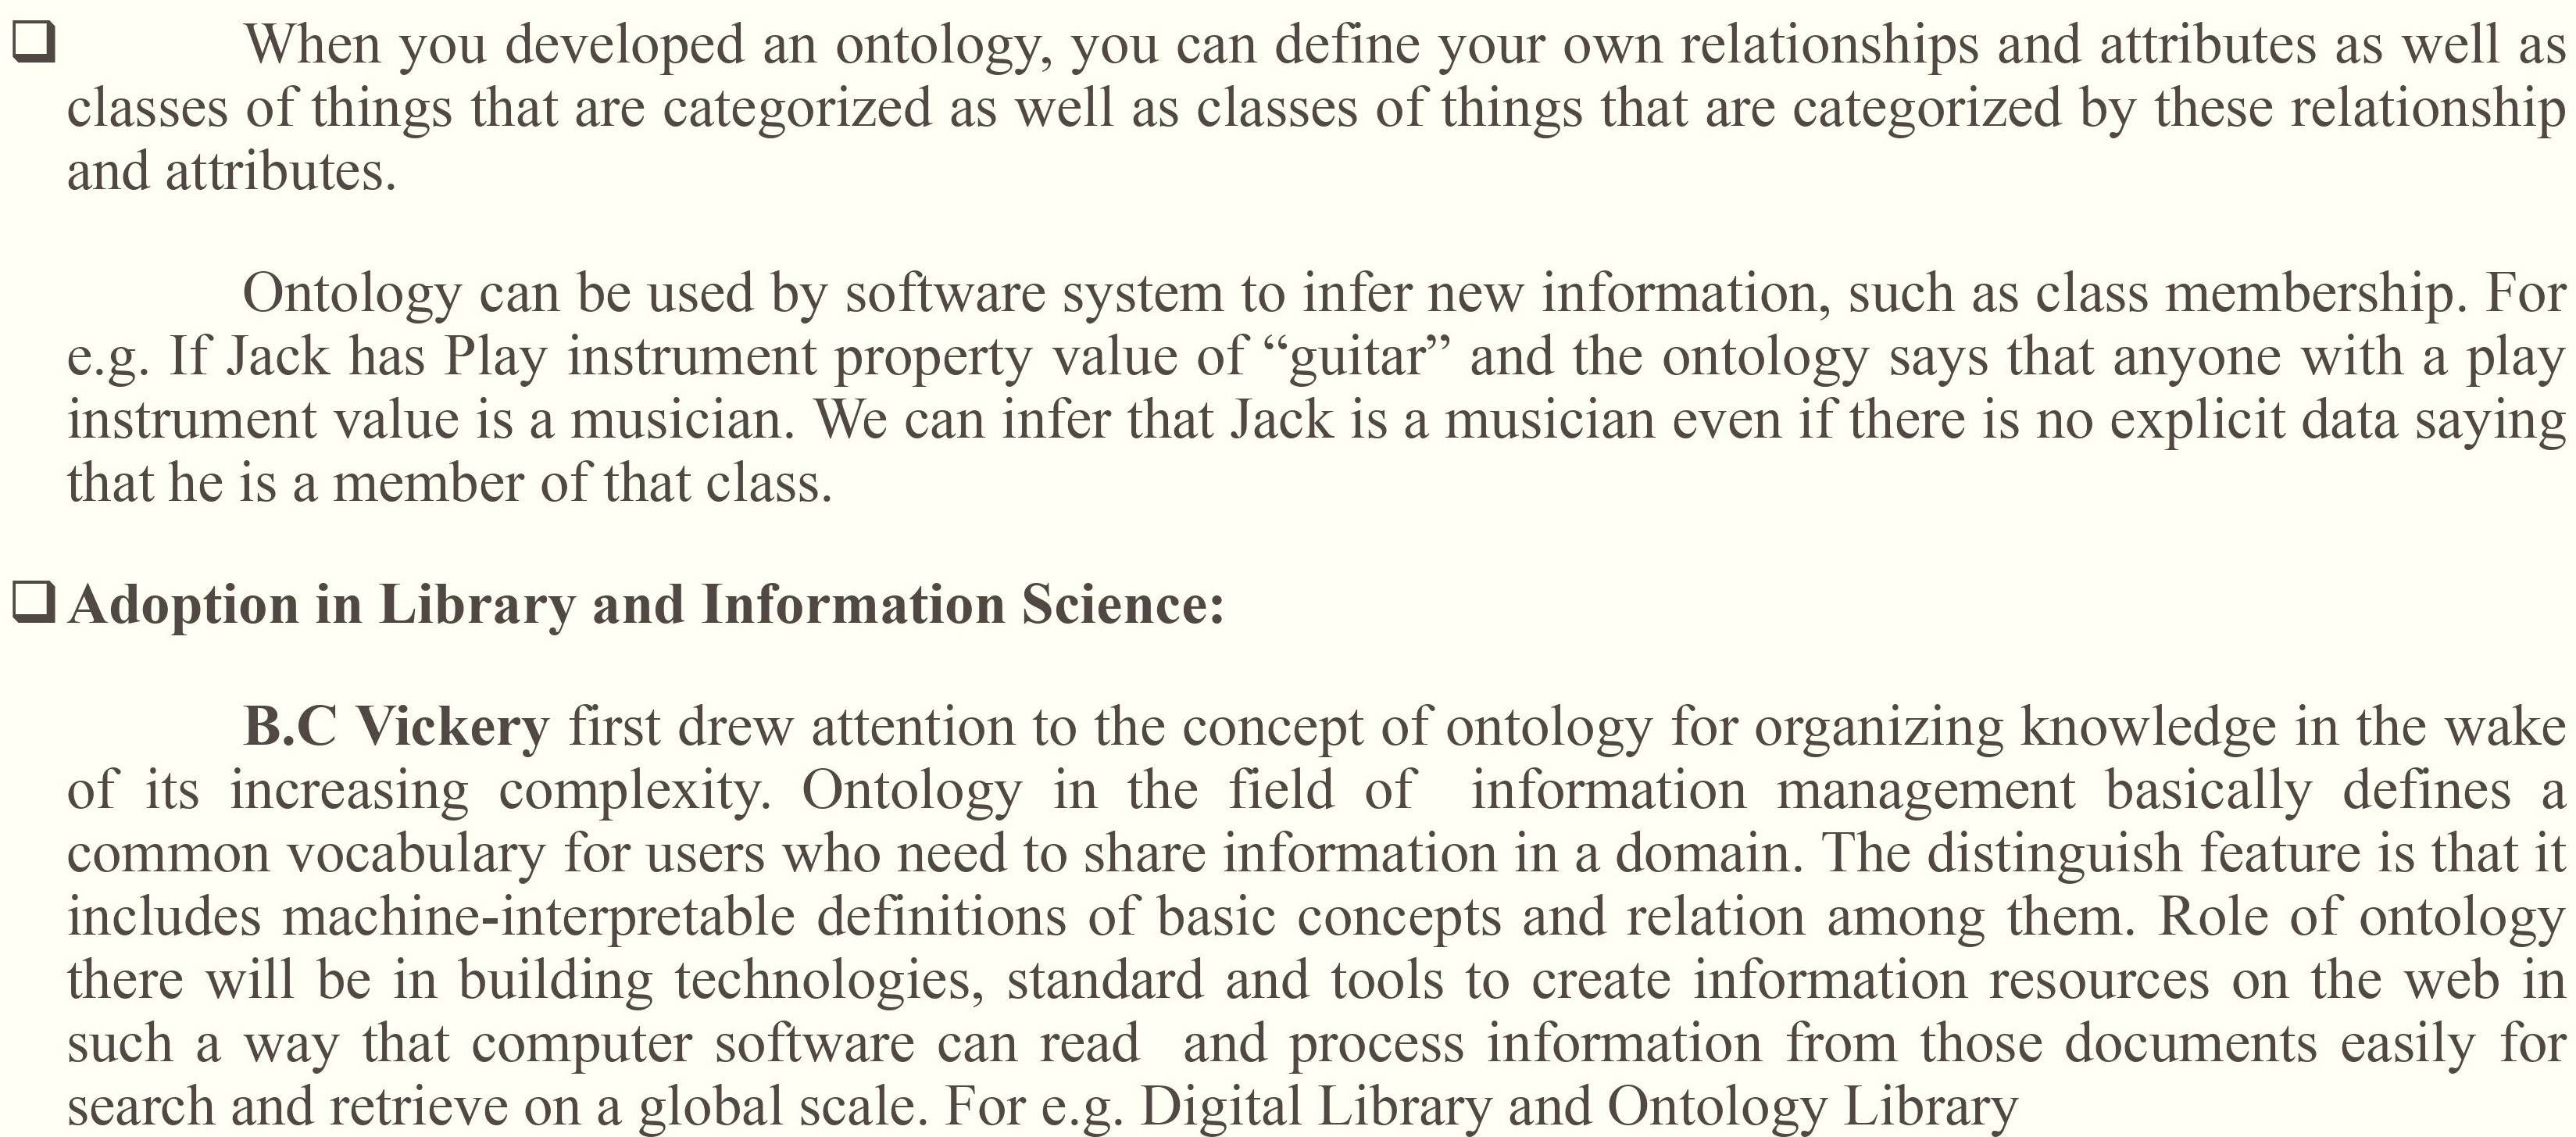 ❑ When you developed an ontology, you can define your own relationships and attributes as well as
classes of things that are categorized as well as classes of things that are categorized by these relationship
and attributes.
Ontology can be used by software system to infer new information, such as class membership. For
e.g. If Jack has Play instrument property value of “guitar” and the ontology says that anyone with a play
instrument value is a musician. We can infer that Jack is a musician even if there is no explicit data saying
that he is a member of that class.
❑ Adoption in Library and Information Science:
B.C Vickery first drew attention to the concept of ontology for organizing knowledge in the wake
of its increasing complexity. Ontology in the field of information management basically defines a
common vocabulary for users who need to share information in a domain. The distinguish feature is that it
includes machine-interpretable definitions of basic concepts and relation among them. Role of ontology
there will be in building technologies, standard and tools to create information resources on the web in
such a way that computer software can read and process information from those documents easily for
search and retrieve on a global scale. For e.g. Digital Library and Ontology Library